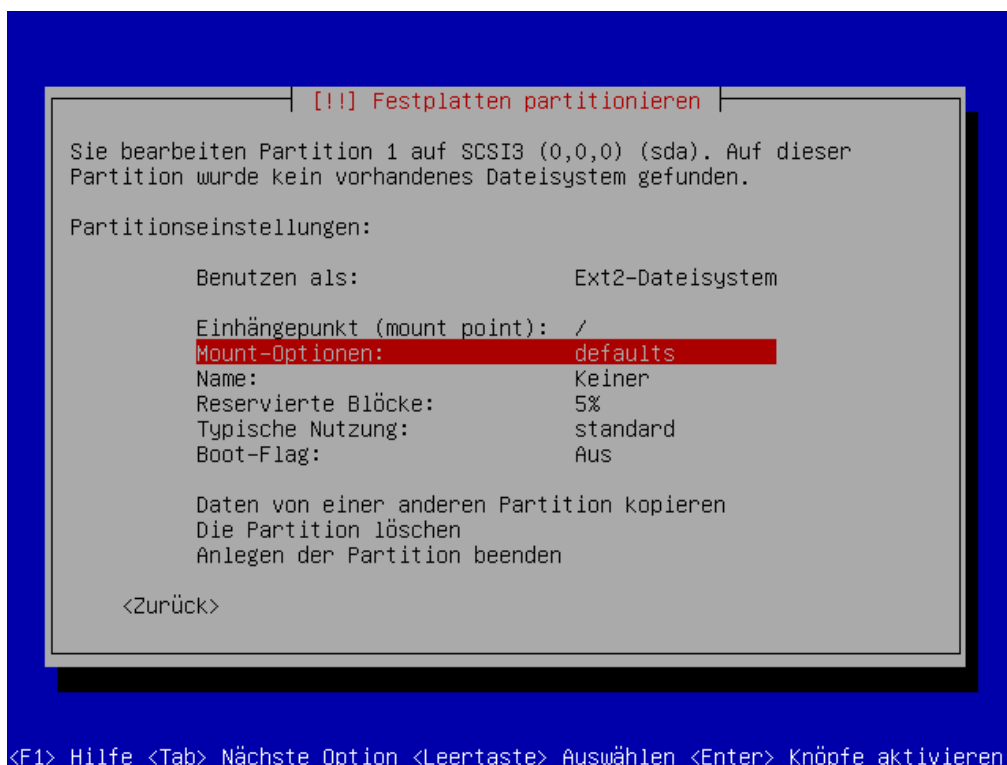 [!!] Festplatten partitionieren
Sie bearbeiten Partition 1 auf SCSI3 (0,0,0) (sda). Auf dieser
Partition wurde kein vorhandenes Dateisystem gefunden.
Partitionseinstellungen:
Benutzen als: Ext2-Dateisystem
Einhängepunkt (mount point): /
Mount-Optionen: defaults
Name: Keiner
Reservierte Blöcke: 5%
Typische Nutzung: standard
Boot-Flag: Aus
Daten von einer anderen Partition kopieren
Die Partition löschen
Anlegen der Partition beenden
<Zurück>
<F1> Hilfe <Tab> Nächste Option <Leertaste> Auswählen <Enter> Knöpfe aktivieren